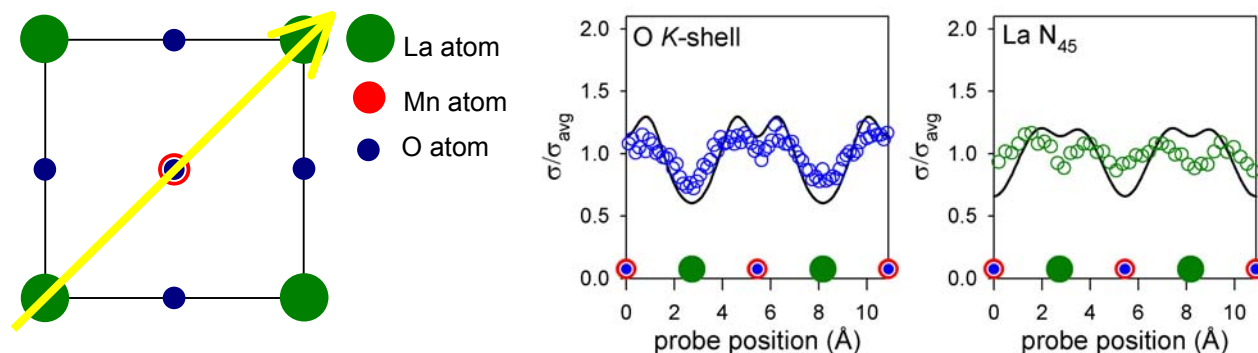 La atom
Mn atom
O atom
O K-shell
σ/σavg
2.0
1.5
1.0
0.5
0.0
0 2 4 6 8 10
probe position (Å)
La N45
σ/σavg
2.0
1.5
1.0
0.5
0.0
0 2 4 6 8 10
probe position (Å)